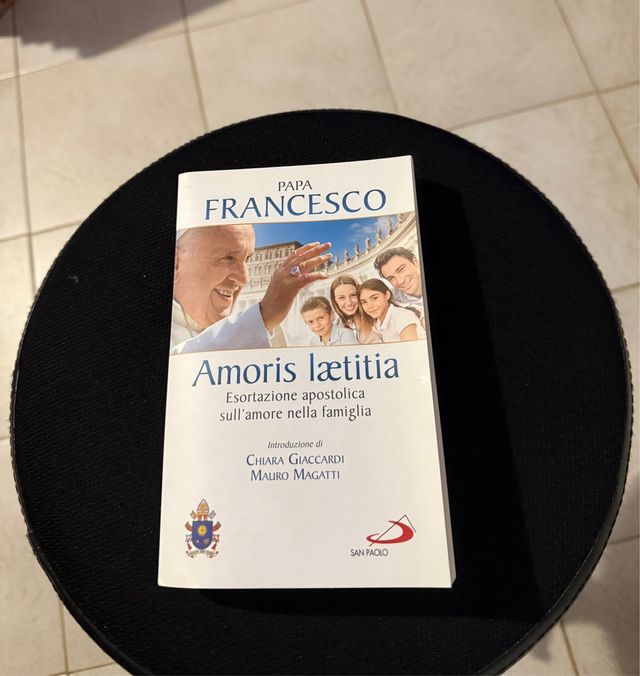 PAPA
FRANCESCO
Amoris lætitia
Esortazione apostolica
sull'amore nella famiglia
Introduzione di
CHIARA GIACCARDI
MAURO MAGATTI
SAN PAOLO